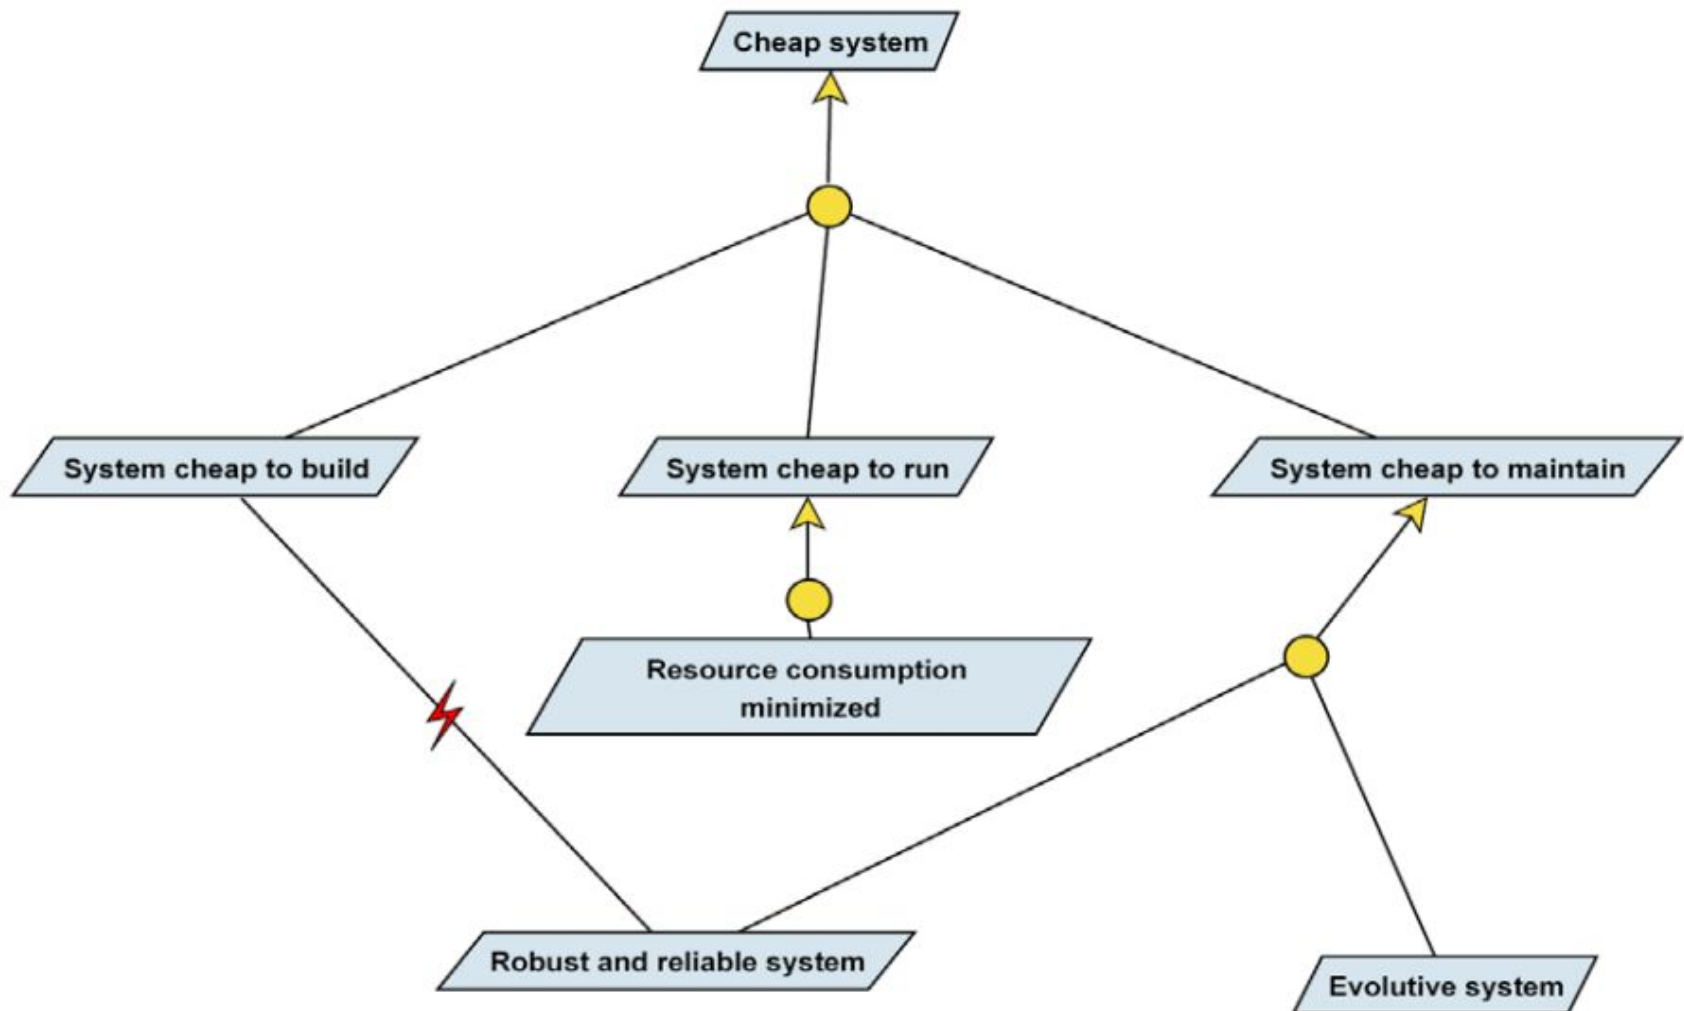 Cheap system
System cheap to build
System cheap to run
System cheap to maintain
Resource consumption
minimized
Robust and reliable system
Evolutive system